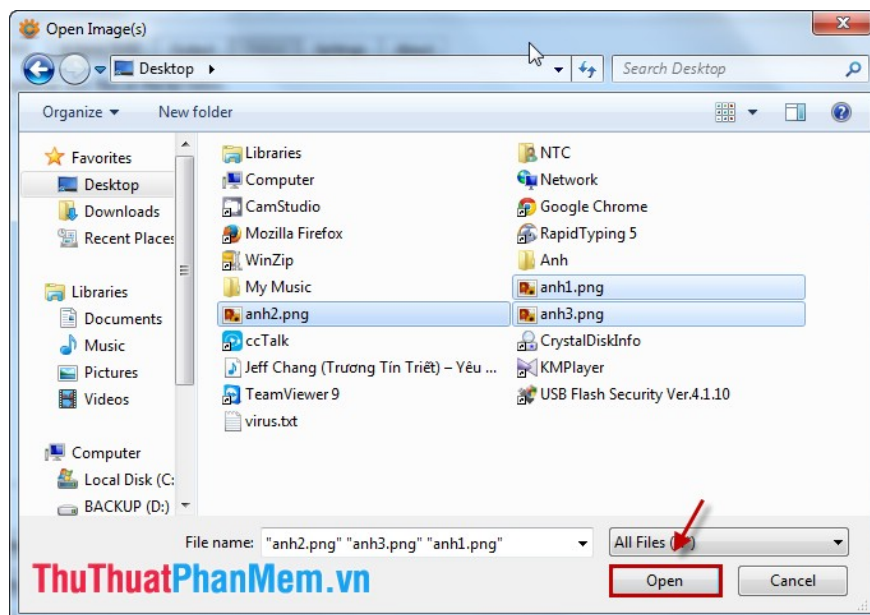 Open Image(s)
Desktop
Search Desktop
Organize
New folder
Favorites
Desktop
Downloads
Recent Places
Libraries
Documents
Music
Pictures
Videos
Computer
Local Disk (C:
BACKUP (D:)
Libraries
NTC
Computer
Network
CamStudio
Google Chrome
Mozilla Firefox
RapidTyping 5
WinZip
Anh
My Music
anh1.png
anh2.png
anh3.png
ccTalk
CrystalDiskInfo
Jeff Chang (Trương Tín Triết) – Yêu ...
KMPlayer
TeamViewer 9
USB Flash Security Ver.4.1.10
virus.txt
File name: "anh2.png" "anh3.png" "anh1.png"
All Files
Open
Cancel
ThuThuatPhanMem.vn